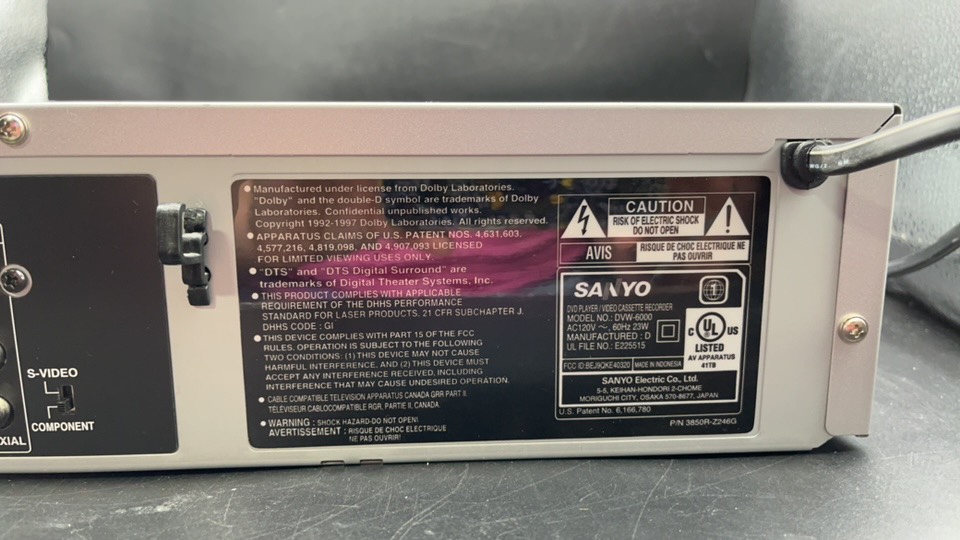 ● Manufactured under license from Dolby Laboratories.
"Dolby" and the double-D symbol are trademarks of Dolby
Laboratories. Confidential unpublished works.
Copyright 1992-1997 Dolby Laboratories. All rights reserved.
● APPARATUS CLAIMS OF U.S. PATENT NOS. 4,631,603,
4,577,216, 4,819,098, AND 4,907,093 LICENSED
FOR LIMITED VIEWING USES ONLY.
● "DTS" and "DTS Digital Surround" are
trademarks of Digital Theater Systems, Inc.
● THIS PRODUCT COMPLIES WITH APPLICABLE
REQUIREMENT OF THE DHHS PERFORMANCE
STANDARD FOR LASER PRODUCTS, 21 CFR SUBCHAPTER J.
DHHS CODE : GI
● THIS DEVICE COMPLIES WITH PART 15 OF THE FCC
RULES. OPERATION IS SUBJECT TO THE FOLLOWING
TWO CONDITIONS: (1) THIS DEVICE MAY NOT CAUSE
HARMFUL INTERFERENCE, AND (2) THIS DEVICE MUST
ACCEPT ANY INTERFERENCE RECEIVED, INCLUDING
INTERFERENCE THAT MAY CAUSE UNDESIRED OPERATION.
● CABLE COMPATIBLE TELEVISION APPARATUS CANADA GRR PART II.
TÉLÉVISEUR CABLOCOMPATIBLE RGR, PARTIE II, CANADA.
● WARNING : SHOCK HAZARD-DO NOT OPEN!
AVERTISSEMENT : RISQUE DE CHOC ELECTRIQUE
NE PAS OUVRIR!
CAUTION
RISK OF ELECTRIC SHOCK
DO NOT OPEN
AVIS
RISQUE DE CHOC ELECTRIQUE NE
PAS OUVRIR
SANYO
DVD PLAYER / VIDEO CASSETTE RECORDER
MODEL NO.: DVW-6000
AC120V ~, 60Hz 23W
MANUFACTURED : D
UL FILE NO.: E225515
C UL US
LISTED
AV APPARATUS
41TB
FCC ID:BEJ9QKE40320
MADE IN INDONESIA
SANYO Electric Co., Ltd.
5-5, KEIHAN-HONDORI 2-CHOME
MORIGUCHI CITY, OSAKA 570-8677, JAPAN
U.S. Patent No. 6,166,780
P/N 3850R-Z246G
S-VIDEO
COMPONENT
XIAL